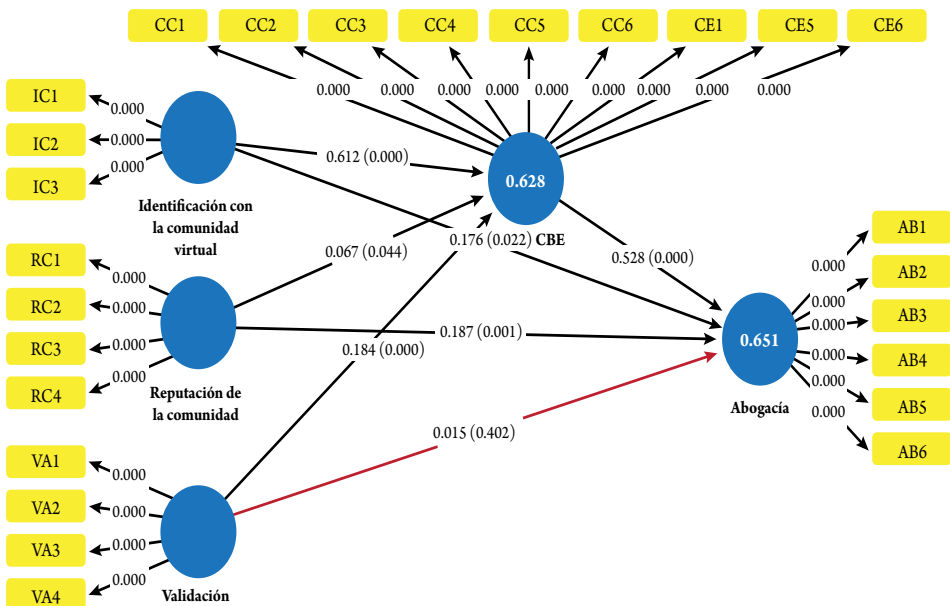 CC1 CC2 CC3 CC4 CC5 CC6 CE1 CE5 CE6
0.000 0.000 0.000 0.000 0.000 0.000 0.000 0.000 0.000
IC1
0.000
IC2
0.000
IC3
0.000
Identificación con
la comunidad
virtual
0.612 (0.000)
0.628
CBE
0.176 (0.022)
0.067 (0.044)
0.528 (0.000)
RC1
0.000
RC2
0.000
RC3
0.000
RC4
0.000
Reputación de
la comunidad
0.187 (0.001)
0.184 (0.000)
0.651
Abogacía
AB1
0.000
AB2
0.000
AB3
0.000
AB4
0.000
AB5
0.000
AB6
0.000
0.015 (0.402)
VA1
0.000
VA2
0.000
VA3
0.000
VA4
0.000
Validación